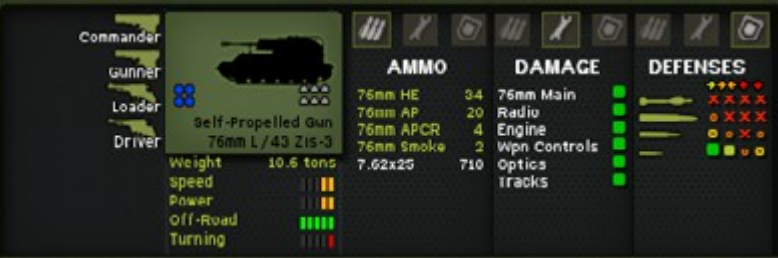 Commander
Gunner
Loader
Driver
Self-Propelled Gun
76mm L/43 Zis-3
Weight 10.6 tons
Speed
Power
Off-Road
Turning
AMMO
76mm HE 34
76mm AP 20
76mm APCR 4
76mm Smoke 2
7.62x25 710
DAMAGE
76mm Main
Radio
Engine
Wpn Controls
Optics
Tracks
DEFENSES